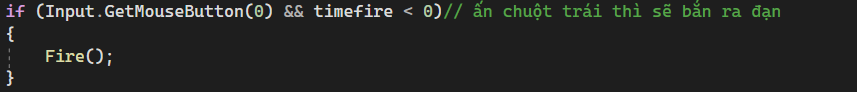 if (Input.GetMouseButton(0) && timefire < 0)// ấn chuột trái thì sẽ bắn ra đạn
{
Fire();
}